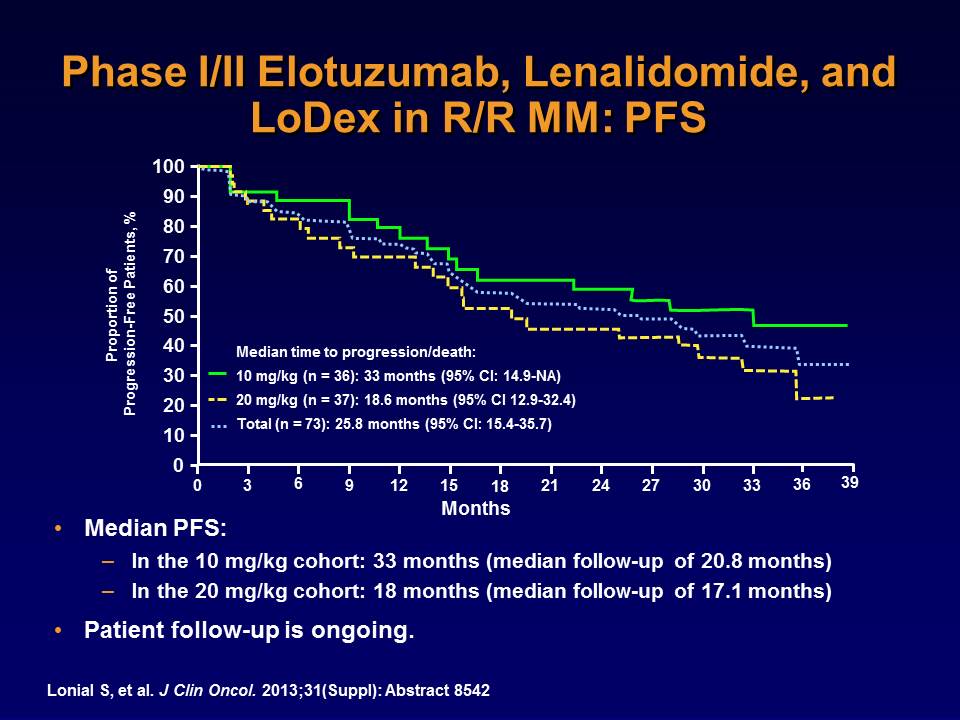 Phase I/II Elotuzumab, Lenalidomide, and
LoDex in R/R MM: PFS
Proportion of
Progression-Free Patients, %
100
90
80
70
60
50
40
30
20
10
0
Median time to progression/death:
10 mg/kg (n = 36): 33 months (95% CI: 14.9-NA)
20 mg/kg (n = 37): 18.6 months (95% CI 12.9-32.4)
Total (n = 73): 25.8 months (95% CI: 15.4-35.7)
0 3 6 9 12 15 18 21 24 27 30 33 36 39
Months
• Median PFS:
– In the 10 mg/kg cohort: 33 months (median follow-up of 20.8 months)
– In the 20 mg/kg cohort: 18 months (median follow-up of 17.1 months)
• Patient follow-up is ongoing.
Lonial S, et al. J Clin Oncol. 2013;31(Suppl): Abstract 8542